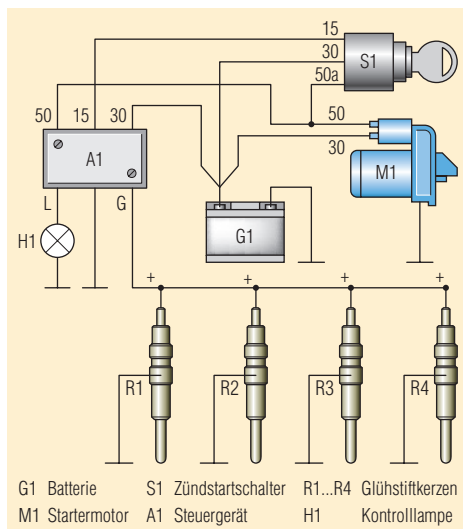 15
30
S1
50a
50 15 30
50
30
A1
M1
L
G
H1
G1
+ + + +
R1 R2 R3 R4
G1 Batterie S1 Zündstartschalter R1...R4 Glühstiftkerzen
M1 Startermotor A1 Steuergerät H1 Kontrolllampe